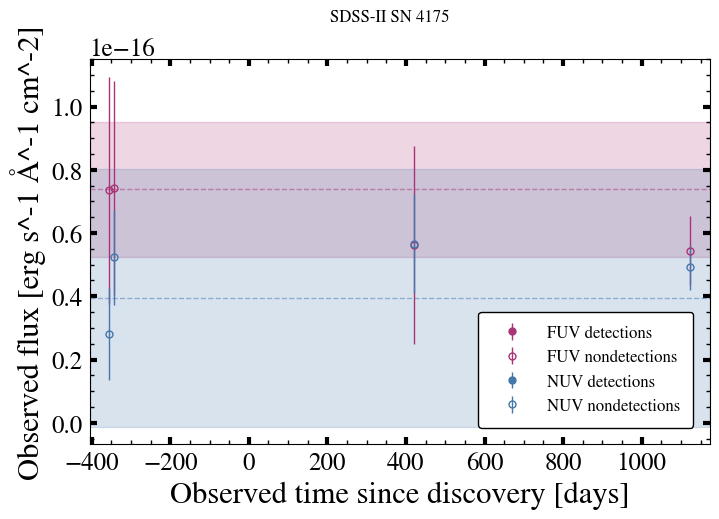 SDSS-II SN 4175
1e−16
Observed flux [erg s^-1 Å^-1 cm^-2]
1.0
0.8
0.6
0.4
0.2
0.0
FUV detections
FUV nondetections
NUV detections
NUV nondetections
−400 −200 0 200 400 600 800 1000
Observed time since discovery [days]